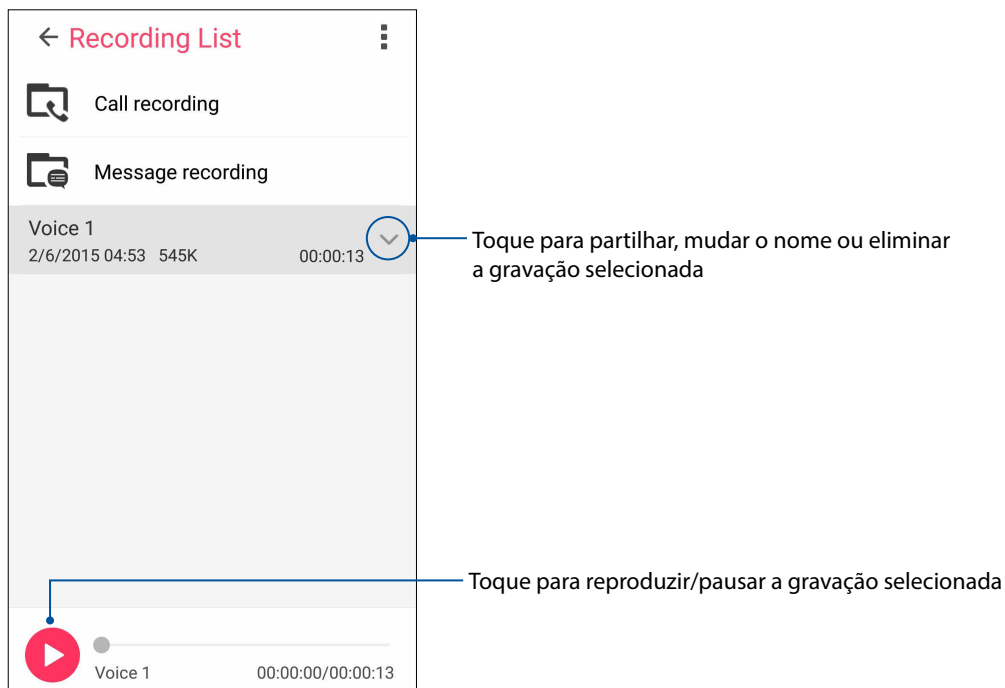 Recording List
Call recording
Message recording
Voice 1
2/6/2015 04:53 545K 00:00:13
Toque para partilhar, mudar o nome ou eliminar
a gravação selecionada
Toque para reproduzir/pausar a gravação selecionada
Voice 1 00:00:00/00:00:13